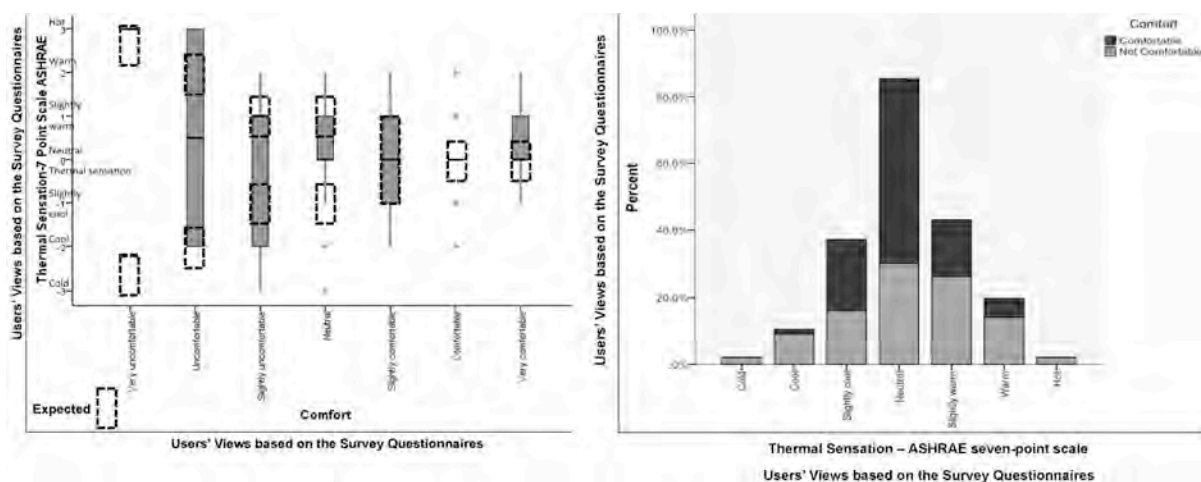 Users' Views based on the Survey Questionnaires
Thermal Sensation-7 Point Scale ASHRAE
Hot
3
Warm
2
Slightly
1
warm
Neutral
0
Thermal sensation
Slightly
-1
cool
Cool
-2
Cold
-3
Very uncomfortable
Uncomfortable
Slightly uncomfortable
Neutral
Slightly comfortable
Comfortable
Very comfortable
Expected
Comfort
Users' Views based on the Survey Questionnaires
Comfort
Comfortable
Not Comfortable
Users' Views based on the Survey Questionnaires
Percent
100.0%
80.0%
60.0%
40.0%
20.0%
.0%
Cold
Cool
Slightly cool
Neutral
Slightly warm
Warm
Hot
Thermal Sensation – ASHRAE seven-point scale
Users' Views based on the Survey Questionnaires